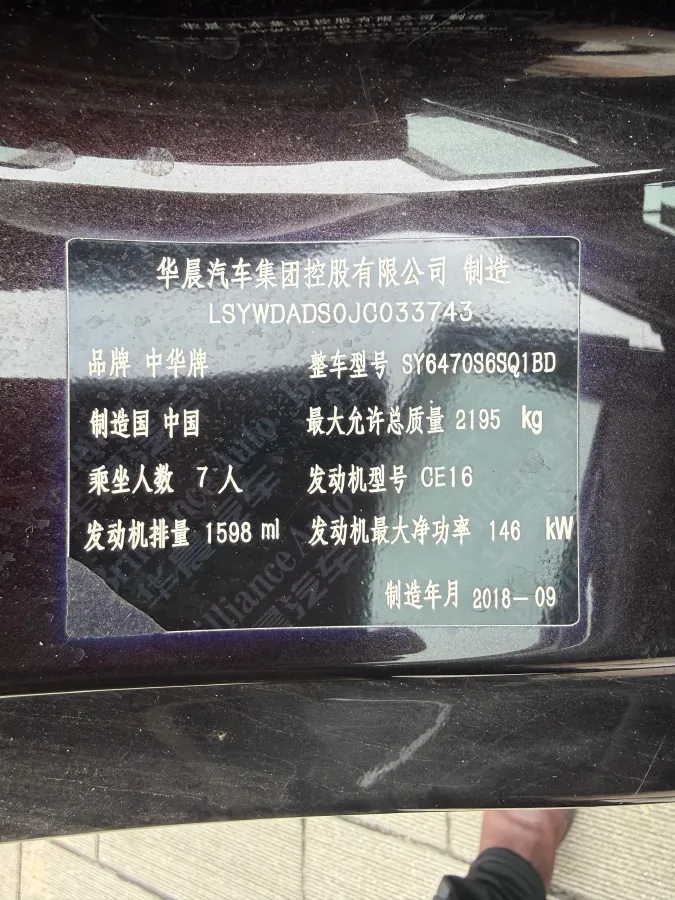 华晨汽车集团控股有限公司 制造
LSYWDADS0JC033743
品牌 中华牌 整车型号 SY6470S6SQ1BD
制造国 中国 最大允许总质量 2195 kg
乘坐人数 7 人 发动机型号 CE16
发动机排量 1598 ml 发动机最大净功率 146 kW
制造年月 2018-09